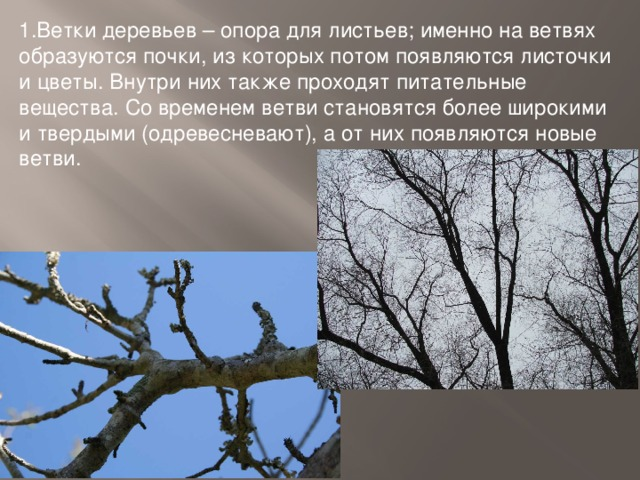 1.Ветки деревьев – опора для листьев; именно на ветвях
образуются почки, из которых потом появляются листочки
и цветы. Внутри них также проходят питательные
вещества. Со временем ветви становятся более широкими
и твердыми (одревесневают), а от них появляются новые
ветви.